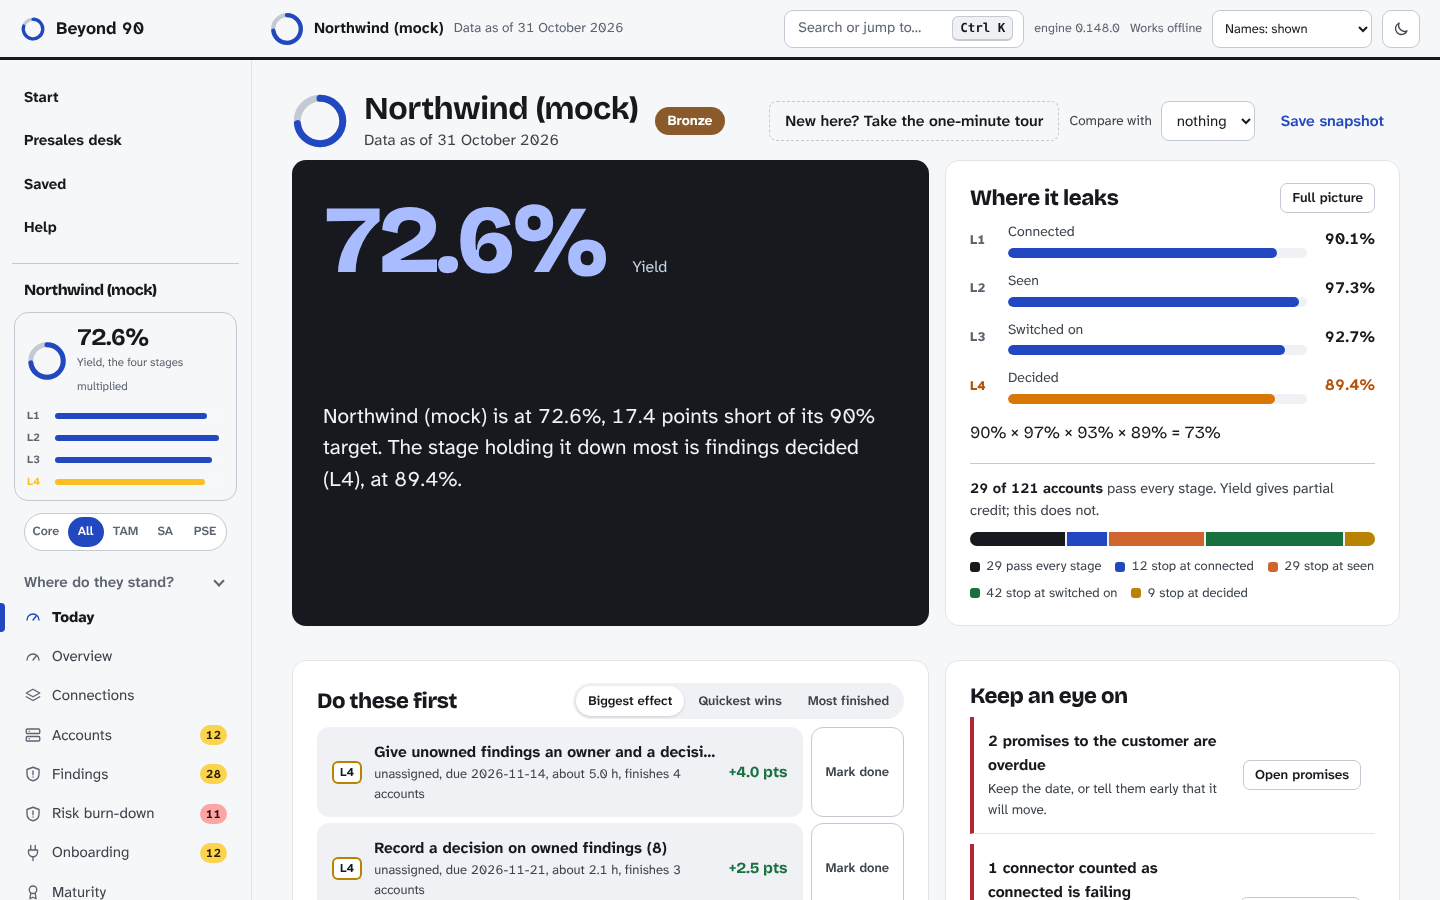 Beyond 90
Northwind (mock) Data as of 31 October 2026
Search or jump to... Ctrl K
engine 0.148.0 Works offline
Names: shown
Start
Presales desk
Saved
Help
Northwind (mock)
72.6%
Yield, the four stages
multiplied
L1
L2
L3
L4
Core All TAM SA PSE
Where do they stand?
Today
Overview
Connections
Accounts 12
Findings 28
Risk burn-down 11
Onboarding 12
Maturity
Northwind (mock)
Data as of 31 October 2026
Bronze
New here? Take the one-minute tour
Compare with nothing
Save snapshot
72.6% Yield
Northwind (mock) is at 72.6%, 17.4 points short of its 90%
target. The stage holding it down most is findings decided
(L4), at 89.4%.
Where it leaks
Full picture
L1 Connected 90.1%
L2 Seen 97.3%
L3 Switched on 92.7%
L4 Decided 89.4%
90% × 97% × 93% × 89% = 73%
29 of 121 accounts pass every stage. Yield gives partial
credit; this does not.
29 pass every stage 12 stop at connected 29 stop at seen
42 stop at switched on 9 stop at decided
Do these first
Biggest effect Quickest wins Most finished
L4
Give unowned findings an owner and a decisi...
unassigned, due 2026-11-14, about 5.0 h, finishes 4
accounts
+4.0 pts
Mark done
L4
Record a decision on owned findings (8)
unassigned, due 2026-11-21, about 2.1 h, finishes 3
accounts
+2.5 pts
Mark done
Keep an eye on
2 promises to the customer are
overdue
Keep the date, or tell them early that it
will move.
Open promises
1 connector counted as
connected is failing